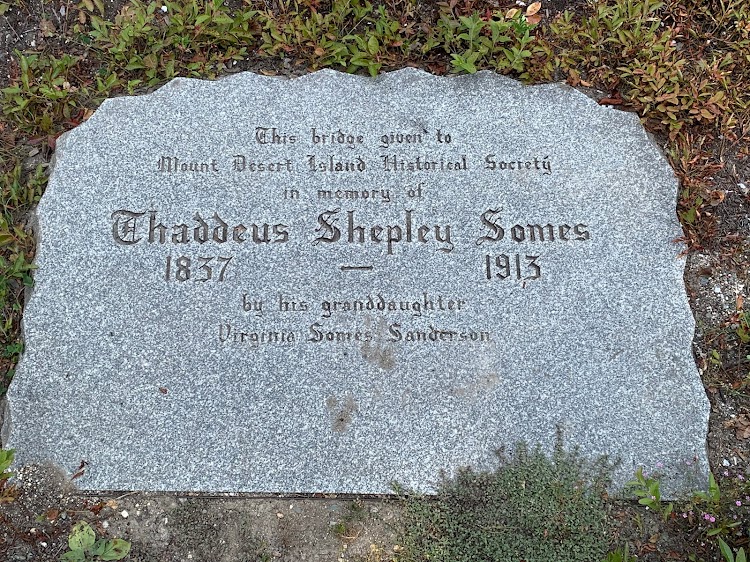 This bridge given to
Mount Desert Island Historical Society
in memory of
Thaddeus Shepley Somes
1837 — 1913
by his granddaughter
Virginia Somes Sanderson